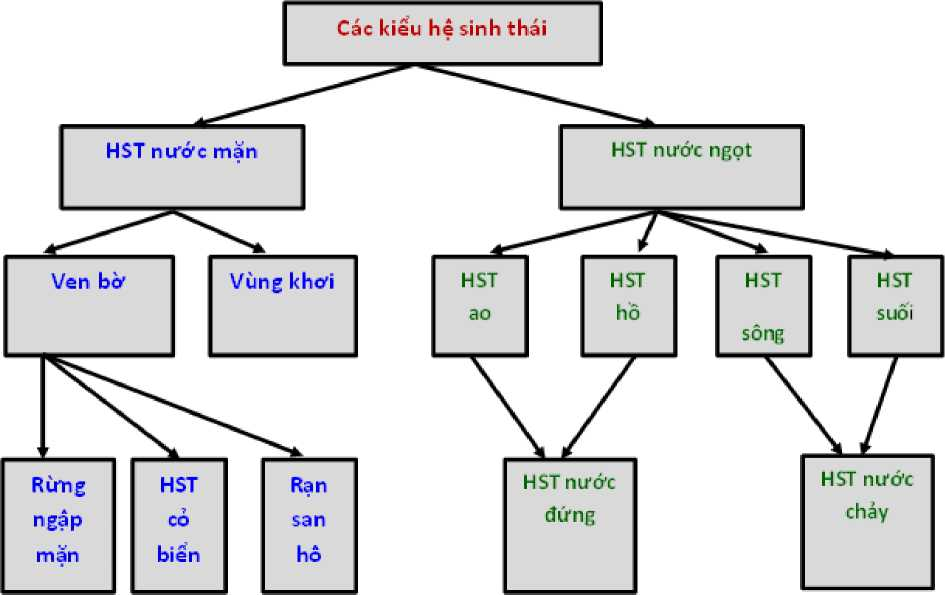 Các kiểu hệ sinh thái
HST nước mặn
HST nước ngọt
Ven bờ
Vùng khơi
HST
ao
HST
hồ
HST
sông
HST
suối
Rừng
ngập
mặn
HST
cỏ
biển
Rạn
san
hô
HST nước
đứng
HST nước
chảy